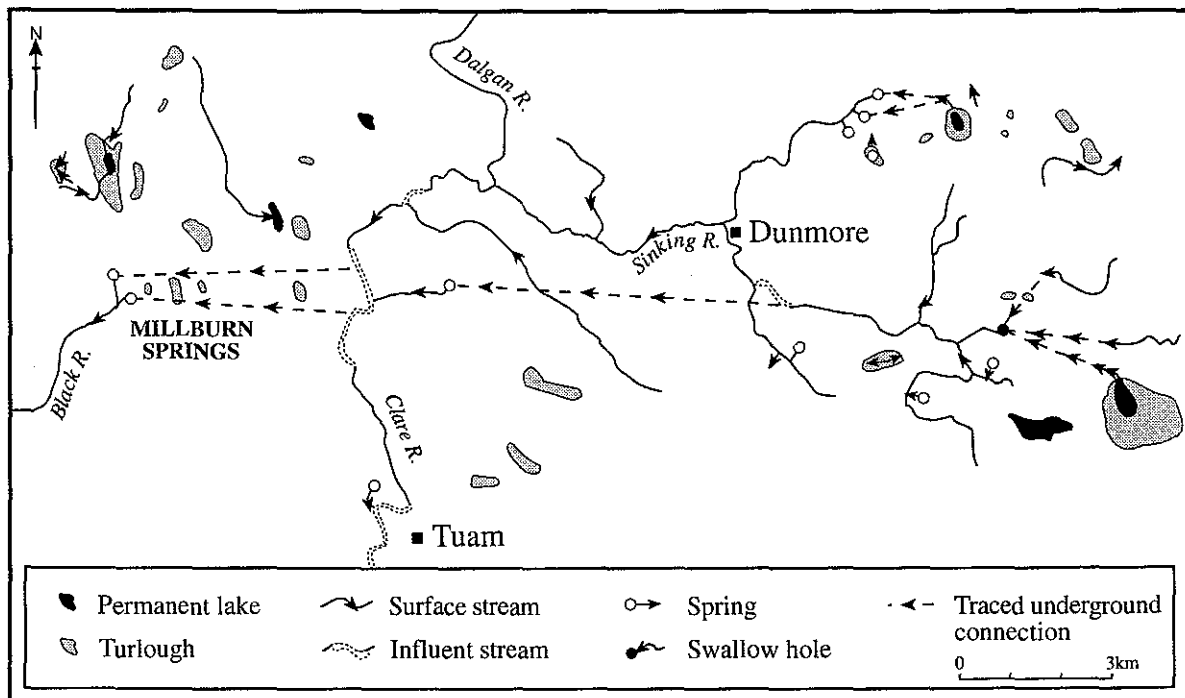 N
Dalgan R.
Dunmore
Sinking R.
MILLBURN
SPRINGS
Black R.
Clare R.
Tuam
Permanent lake
Surface stream
Spring
Traced underground
connection
Turlough
Influent stream
Swallow hole
0 3km